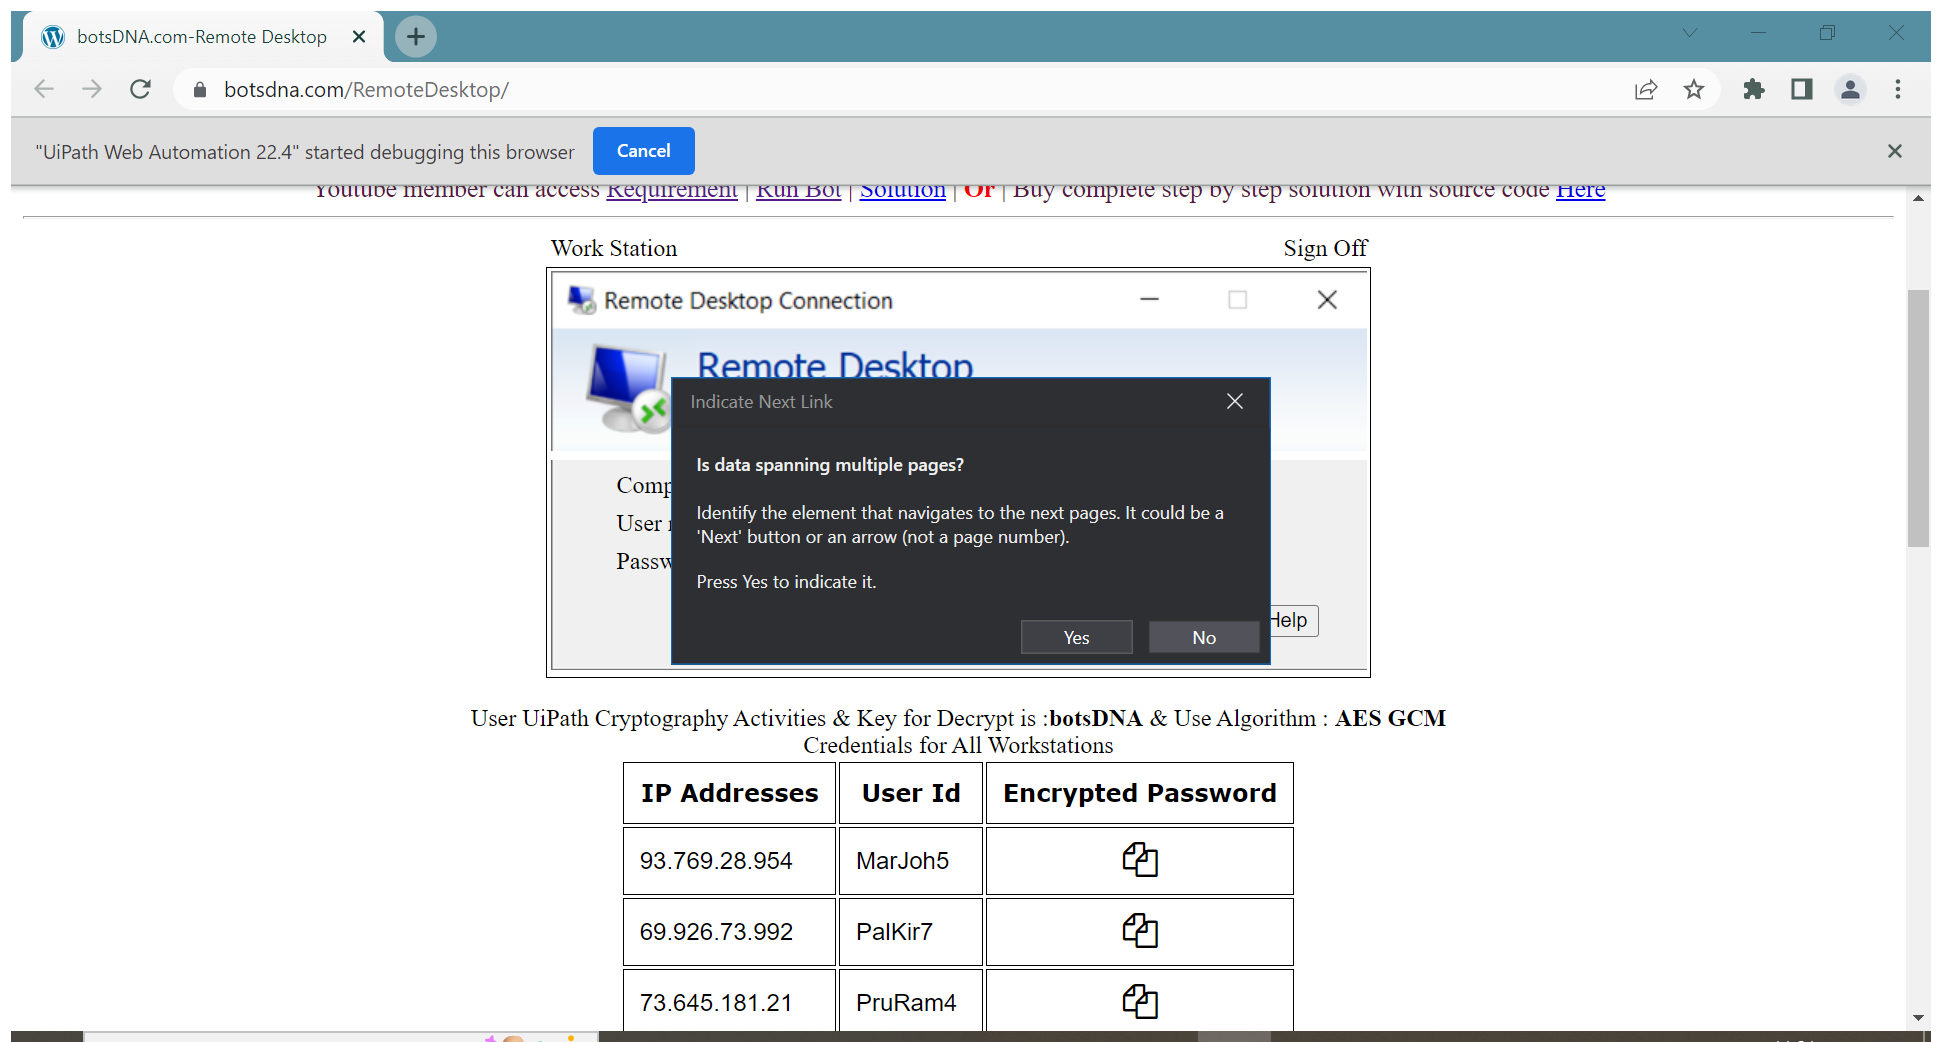 botsDNA.com-Remote Desktop
botsdna.com/RemoteDesktop/
"UiPath Web Automation 22.4" started debugging this browser
Cancel
Youtube member can access Requirement | Run Bot | Solution | Or | Buy complete step by step solution with source code Here
Work Station
Sign Off
Remote Desktop Connection
Remote Desktop
Indicate Next Link
Is data spanning multiple pages?
Identify the element that navigates to the next pages. It could be a
'Next' button or an arrow (not a page number).
Press Yes to indicate it.
Yes
No
Comp
User
Passw
Help
User UiPath Cryptography Activities & Key for Decrypt is :botsDNA & Use Algorithm : AES GCM
Credentials for All Workstations
IP Addresses User Id Encrypted Password
93.769.28.954 MarJoh5
69.926.73.992 PalKir7
73.645.181.21 PruRam4